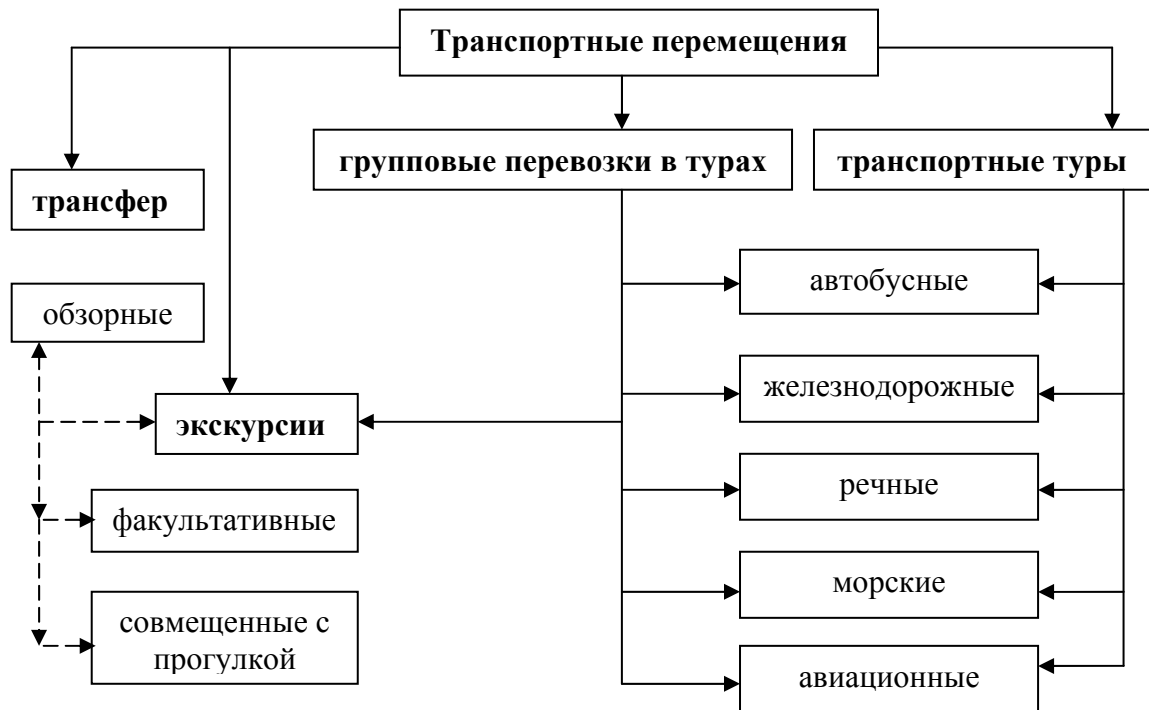 Транспортные перемещения
групповые перевозки в турах
транспортные туры
трансфер
автобусные
обзорные
железнодорожные
экскурсии
речные
факультативные
морские
совмещенные с
прогулкой
авиационные